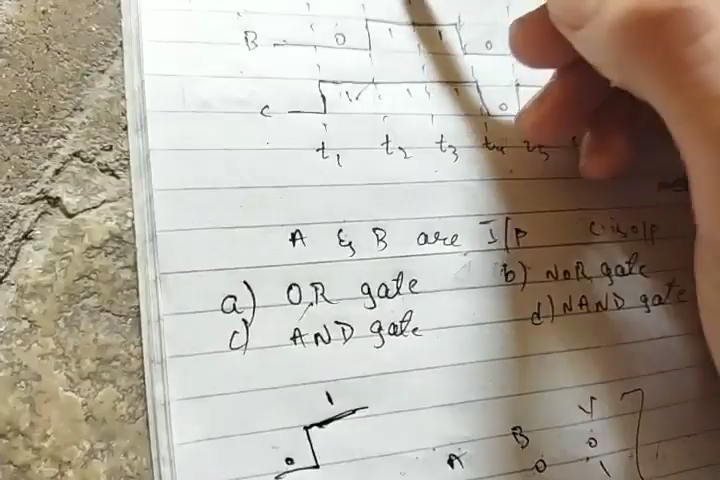 B 0 1 1 0
C 1 1 1 1 0
t1 t2 t3 t4 t5
A & B are I/P C is o/p
a) OR gate b) NOR gate
c) AND gate d) NAND gate
1
0
A B Y
0 0
1